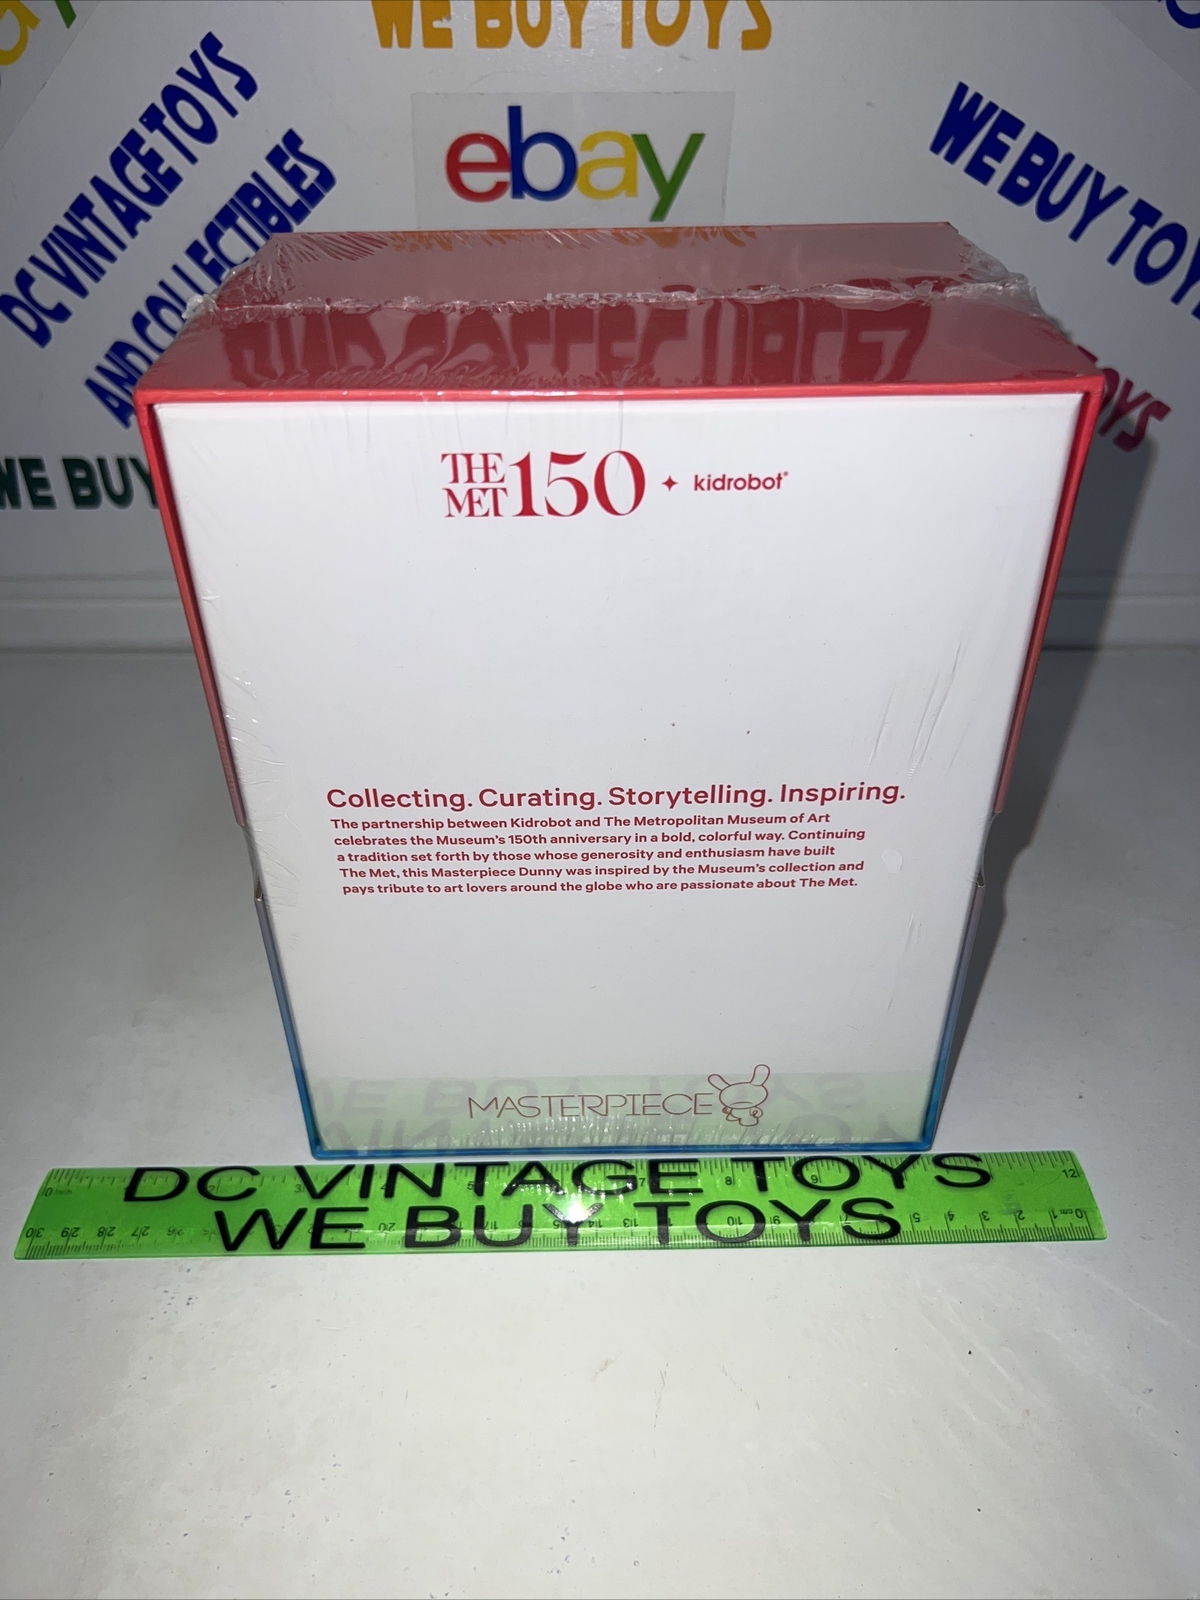 WE BUY TOYS
DC VINTAGE TOYS
AND COLLECTIBLES
ebay
WE BUY TOY
WE BUY
OYS
THE MET 150 kidrobot®
Collecting. Curating. Storytelling. Inspiring.
The partnership between Kidrobot and The Metropolitan Museum of Art
celebrates the Museum's 150th anniversary in a bold, colorful way. Continuing
a tradition set forth by those whose generosity and enthusiasm have built
The Met, this Masterpiece Dunny was inspired by the Museum's collection and
pays tribute to art lovers around the globe who are passionate about The Met.
MASTERPIECE
DC VINTAGE TOYS
WE BUY TOYS